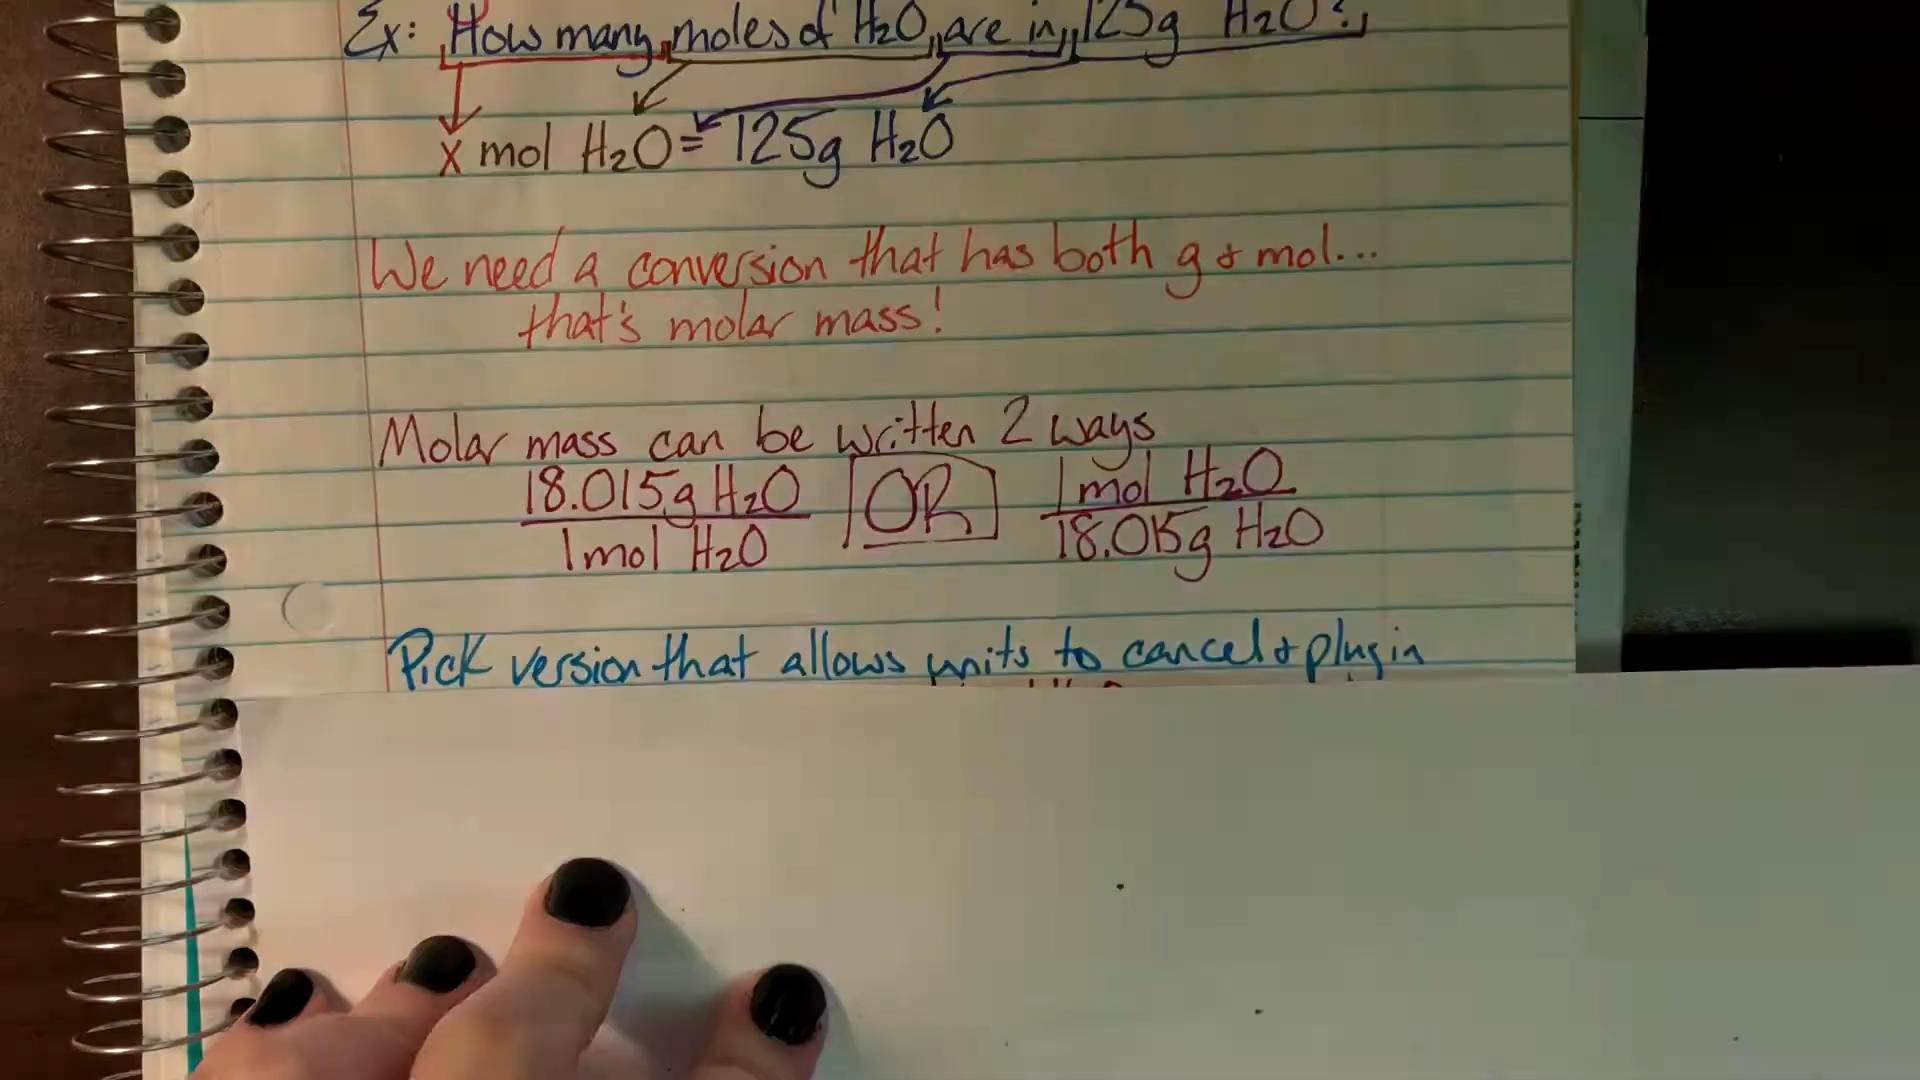 Ex: How many moles of H₂O are in 125g H₂O?
x mol H₂O = 125g H₂O
We need a conversion that has both g & mol...
that's molar mass!
Molar mass can be written 2 ways
18.015g H₂O / 1mol H₂O OR 1mol H₂O / 18.015g H₂O
Pick version that allows units to cancel & plug in